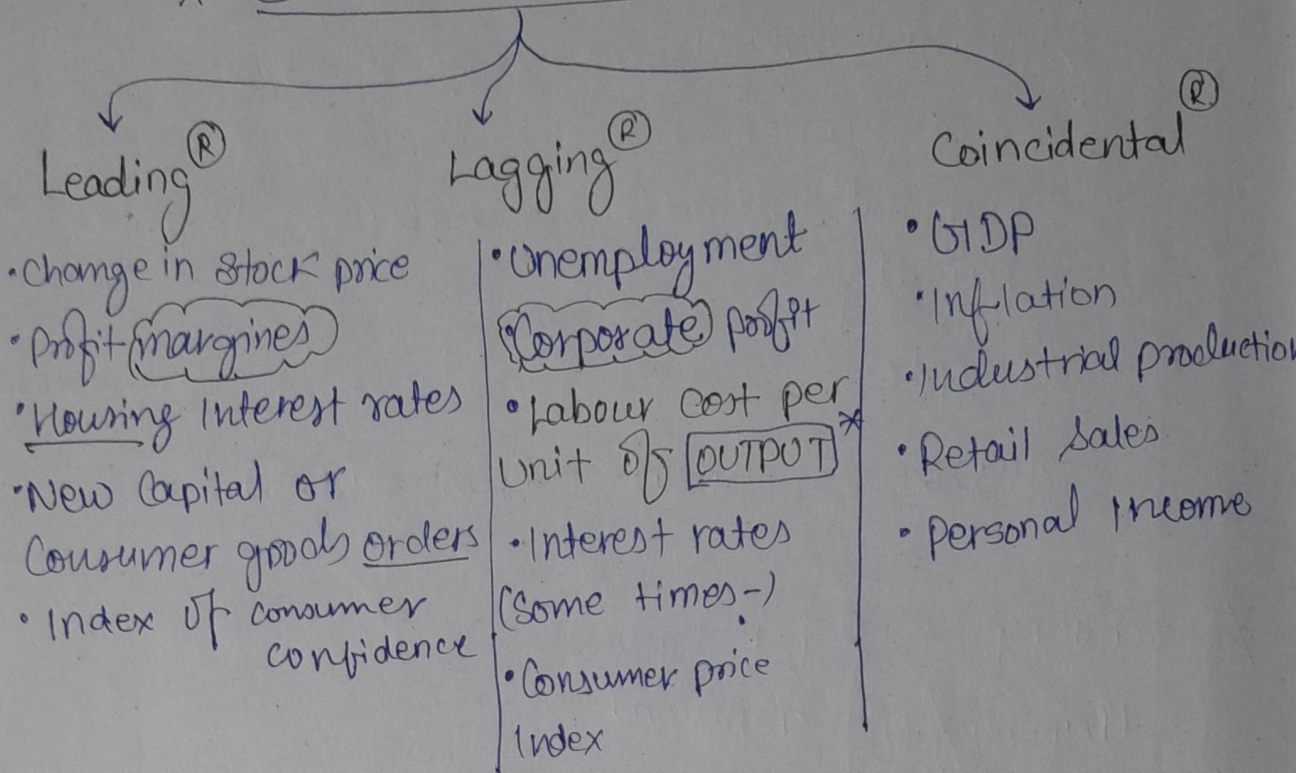 Leading ®
• Change in Stock price
• Profit margines
• Housing Interest rates
• New Capital or
Consumer goods orders
• Index of consumer
confidence
Lagging ®
• Unemployment
• Corporate profit
• Labour cost per
Unit of OUTPUT*
• Interest rates
(Some times-)
• Consumer price
Index
Coincidental ®
• GDP
• Inflation
• Industrial production
• Retail Sales
• Personal Income